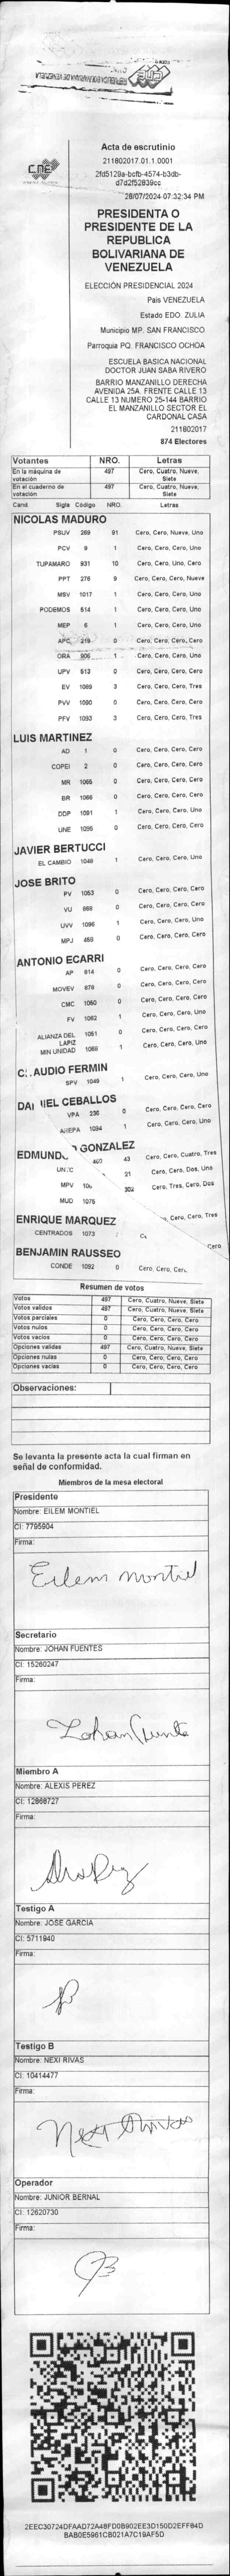 CNE
Acta de escrutinio
211802017.01.1.0001
2fd5129a-bcfb-4574-b3db-
d7d2f52839cc
28/07/2024 07:32:34 PM
PRESIDENTA O
PRESIDENTE DE LA
REPUBLICA
BOLIVARIANA DE
VENEZUELA
ELECCIÓN PRESIDENCIAL 2024
Pais VENEZUELA
Estado EDO. ZULIA
Municipio MP. SAN FRANCISCO
Parroquia PQ. FRANCISCO OCHOA
ESCUELA BASICA NACIONAL
DOCTOR JUAN SABA RIVERO
BARRIO MANZANILLO DERECHA
AVENIDA 25A. FRENTE CALLE 13
CALLE 13 NUMERO 25-144 BARRIO
EL MANZANILLO SECTOR EL
CARDONAL CASA
211802017
874 Electores
Votantes NRO. Letras
En la máquina de votación 497 Cero, Cuatro, Nueve, Siete
En el cuaderno de votación 497 Cero, Cuatro, Nueve, Siete
Cand. Sigla Código NRO. Letras
NICOLAS MADURO
PSUV 269 91 Cero, Cero, Nueve, Uno
PCV 9 1 Cero, Cero, Cero, Uno
TUPAMARO 931 10 Cero, Cero, Uno, Cero
PPT 276 9 Cero, Cero, Cero, Nueve
MSV 1017 1 Cero, Cero, Cero, Uno
PODEMOS 514 1 Cero, Cero, Cero, Uno
MEP 6 1 Cero, Cero, Cero, Uno
APC 219 0 Cero, Cero, Cero, Cero
ORA 906 1 Cero, Cero, Cero, Uno
UPV 513 0 Cero, Cero, Cero, Cero
EV 1089 3 Cero, Cero, Cero, Tres
PVV 1090 0 Cero, Cero, Cero, Cero
PFV 1093 3 Cero, Cero, Cero, Tres
LUIS MARTINEZ
AD 1 0 Cero, Cero, Cero, Cero
COPEI 2 0 Cero, Cero, Cero, Cero
MR 1065 0 Cero, Cero, Cero, Cero
BR 1066 0 Cero, Cero, Cero, Cero
DDP 1091 1 Cero, Cero, Cero, Uno
UNE 1095 0 Cero, Cero, Cero, Cero
JAVIER BERTUCCI
EL CAMBIO 1048 1 Cero, Cero, Cero, Uno
JOSE BRITO
PV 1053 0 Cero, Cero, Cero, Cero
VU 868 0 Cero, Cero, Cero, Cero
UVV 1096 1 Cero, Cero, Cero, Uno
MPJ 459 0 Cero, Cero, Cero, Cero
ANTONIO ECARRI
AP 814 0 Cero, Cero, Cero, Cero
MOVEV 878 0 Cero, Cero, Cero, Cero
CMC 1050 0 Cero, Cero, Cero, Cero
FV 1062 1 Cero, Cero, Cero, Uno
ALIANZA DEL LAPIZ 1051 0 Cero, Cero, Cero, Cero
MIN UNIDAD 1068 1 Cero, Cero, Cero, Uno
CLAUDIO FERMIN
SPV 1049 1 Cero, Cero, Cero, Uno
DANIEL CEBALLOS
VPA 236 0 Cero, Cero, Cero, Cero
AREPA 1094 1 Cero, Cero, Cero, Uno
EDMUNDO GONZALEZ
43 Cero, Cero, Cuatro, Tres
21 Cero, Cero, Dos, Uno
MPV 302 Cero, Tres, Cero, Dos
MUD 1075
ENRIQUE MARQUEZ
Cero, Cero, Tres
CENTRADOS 1073
BENJAMIN RAUSSEO
CONDE 1092 0 Cero, Cero, Cero
Resumen de votos
Votos 497 Cero, Cuatro, Nueve, Siete
Votos validos 497 Cero, Cuatro, Nueve, Siete
Votos parciales 0 Cero, Cero, Cero, Cero
Votos nulos 0 Cero, Cero, Cero, Cero
Votos vacios 0 Cero, Cero, Cero, Cero
Opciones validas 497 Cero, Cuatro, Nueve, Siete
Opciones nulas 0 Cero, Cero, Cero, Cero
Opciones vacias 0 Cero, Cero, Cero, Cero
Observaciones:
Se levanta la presente acta la cual firman en
señal de conformidad.
Miembros de la mesa electoral
Presidente
Nombre: EILEM MONTIEL
CI: 7795904
Firma:
Eilem Montiel
Secretario
Nombre: JOHAN FUENTES
CI: 15260247
Firma:
Miembro A
Nombre: ALEXIS PEREZ
CI: 12868727
Firma:
Testigo A
Nombre: JOSE GARCIA
CI: 5711940
Firma:
Testigo B
Nombre: NEXI RIVAS
CI: 10414477
Firma:
Operador
Nombre: JUNIOR BERNAL
CI: 12620730
Firma:
2EEC30724DFAAD72A48FD0B902EE3D150D2EFF84D
BAB0E5961CB021A7C19AF5D